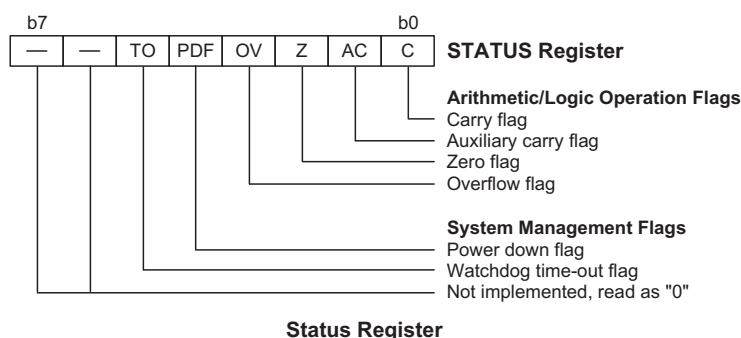 b7 b0
— — TO PDF OV Z AC C STATUS Register
Arithmetic/Logic Operation Flags
Carry flag
Auxiliary carry flag
Zero flag
Overflow flag
System Management Flags
Power down flag
Watchdog time-out flag
Not implemented, read as "0"
Status Register